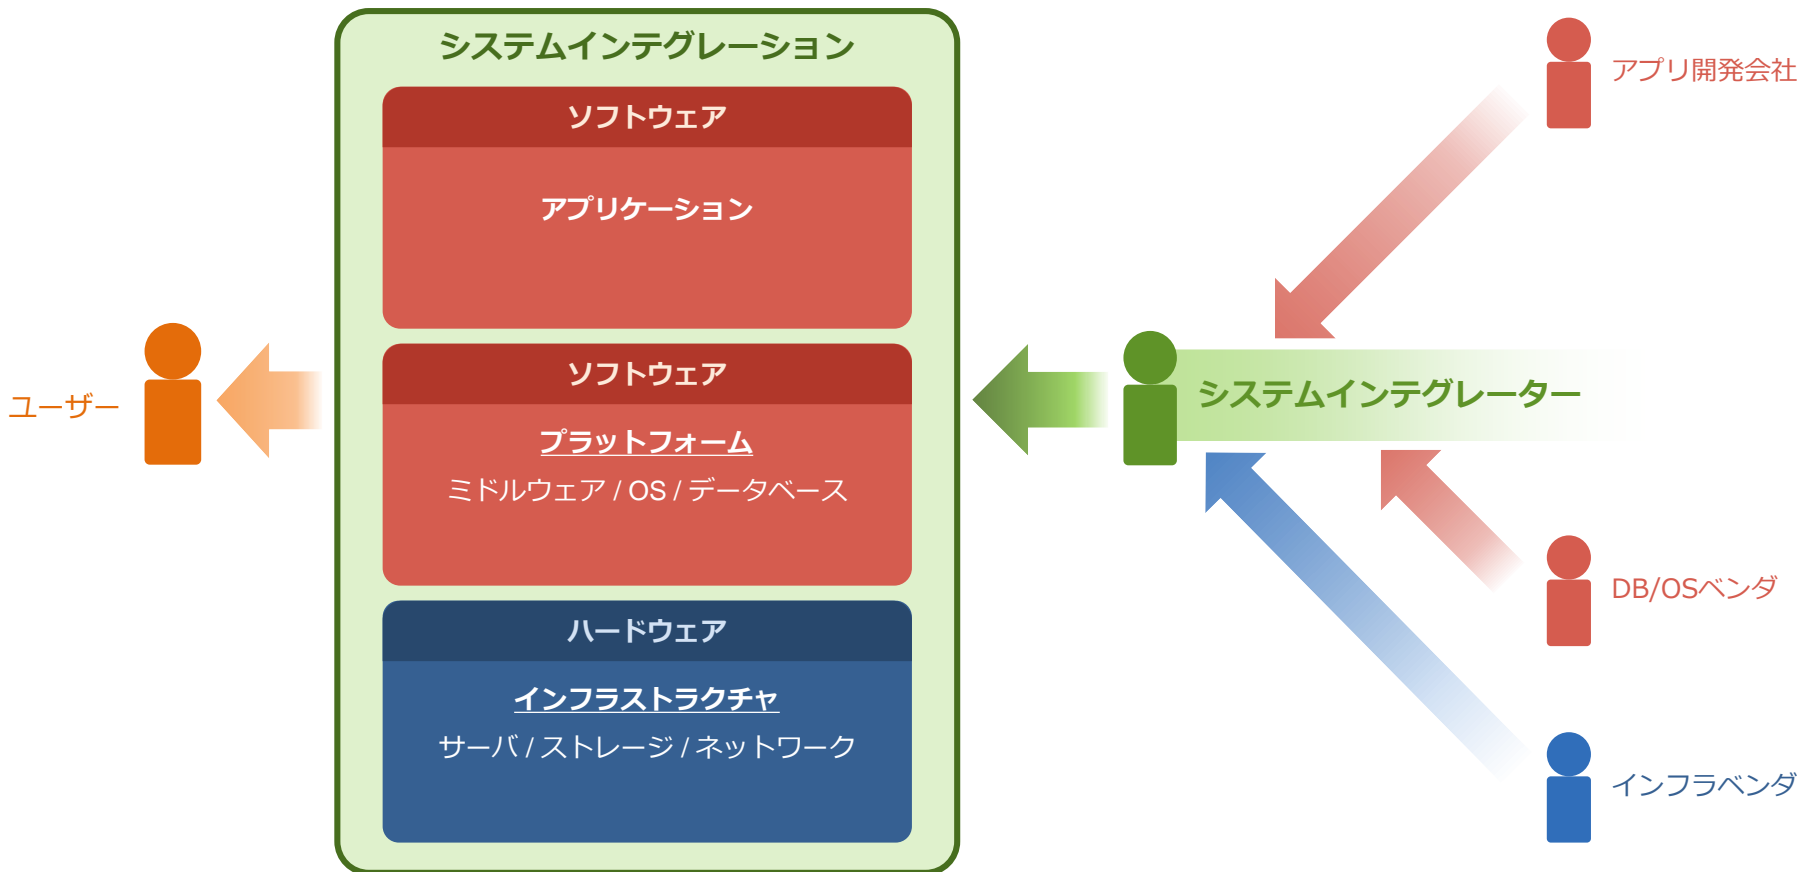 システムインテグレーション
ソフトウェア
アプリケーション
ソフトウェア
プラットフォーム
ミドルウェア / OS / データベース
ハードウェア
インフラストラクチャ
サーバ / ストレージ / ネットワーク
ユーザー
システムインテグレーター
アプリ開発会社
DB/OSベンダ
インフラベンダ